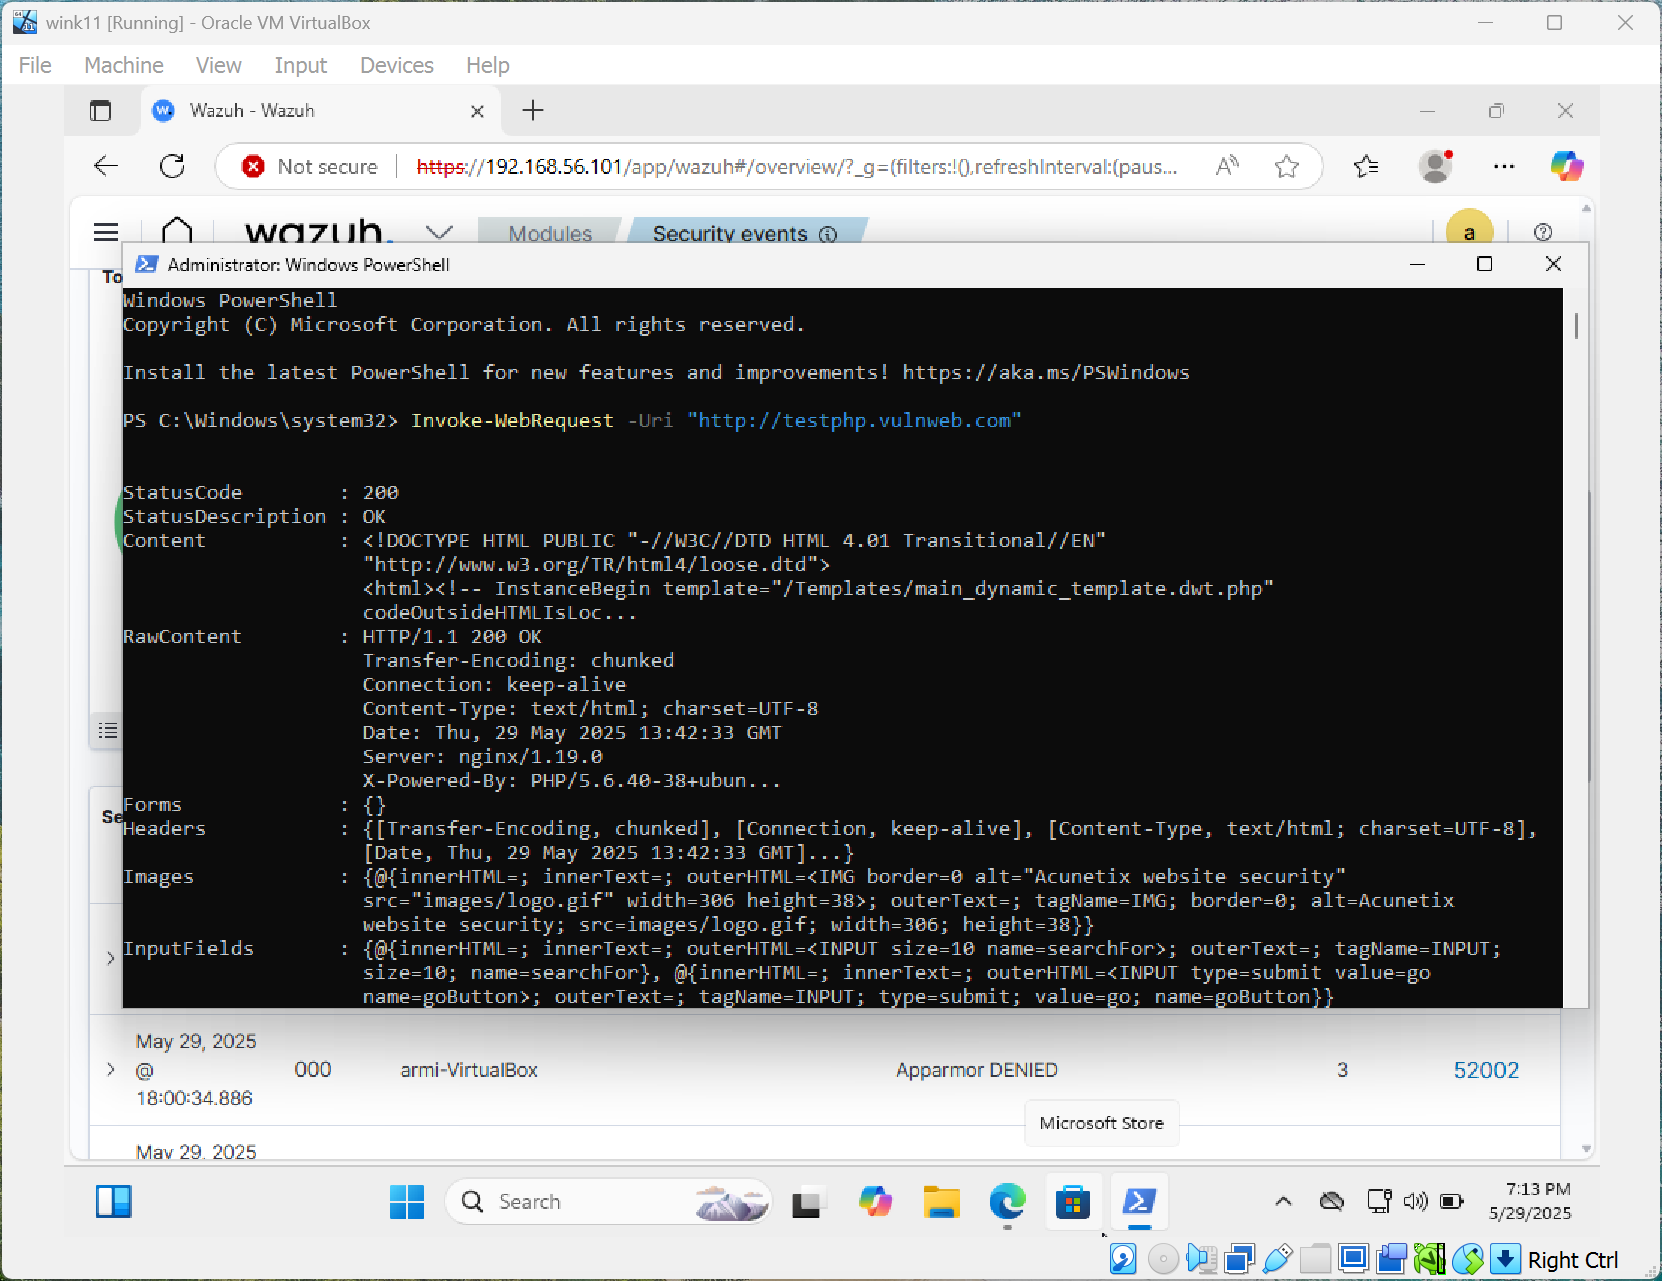 wink11 [Running] - Oracle VM VirtualBox
File Machine View Input Devices Help
Wazuh - Wazuh
Not secure https://192.168.56.101/app/wazuh#/overview/?_g=(filters:!(),refreshInterval:(paus...
wazuh. Modules Security events a
To
Administrator: Windows PowerShell
Windows PowerShell
Copyright (C) Microsoft Corporation. All rights reserved.
Install the latest PowerShell for new features and improvements! https://aka.ms/PSWindows
PS C:\Windows\system32> Invoke-WebRequest -Uri "http://testphp.vulnweb.com"
StatusCode : 200
StatusDescription : OK
Content : <!DOCTYPE HTML PUBLIC "-//W3C//DTD HTML 4.01 Transitional//EN"
"http://www.w3.org/TR/html4/loose.dtd">
<html><!-- InstanceBegin template="/Templates/main_dynamic_template.dwt.php"
codeOutsideHTMLIsLoc...
RawContent : HTTP/1.1 200 OK
Transfer-Encoding: chunked
Connection: keep-alive
Content-Type: text/html; charset=UTF-8
Date: Thu, 29 May 2025 13:42:33 GMT
Server: nginx/1.19.0
X-Powered-By: PHP/5.6.40-38+ubun...
Forms : {}
Se
Headers : {[Transfer-Encoding, chunked], [Connection, keep-alive], [Content-Type, text/html; charset=UTF-8],
[Date, Thu, 29 May 2025 13:42:33 GMT]...}
Images : {@{innerHTML=; innerText=; outerHTML=<IMG border=0 alt="Acunetix website security"
src="images/logo.gif" width=306 height=38>; outerText=; tagName=IMG; border=0; alt=Acunetix
website security; src=images/logo.gif; width=306; height=38}}
InputFields : {@{innerHTML=; innerText=; outerHTML=<INPUT size=10 name=searchFor>; outerText=; tagName=INPUT;
size=10; name=searchFor}, @{innerHTML=; innerText=; outerHTML=<INPUT type=submit value=go
name=goButton>; outerText=; tagName=INPUT; type=submit; value=go; name=goButton}}
May 29, 2025
@ 000 armi-VirtualBox Apparmor DENIED 3 52002
18:00:34.886
Microsoft Store
May 29, 2025
Search
7:13 PM
5/29/2025
Right Ctrl